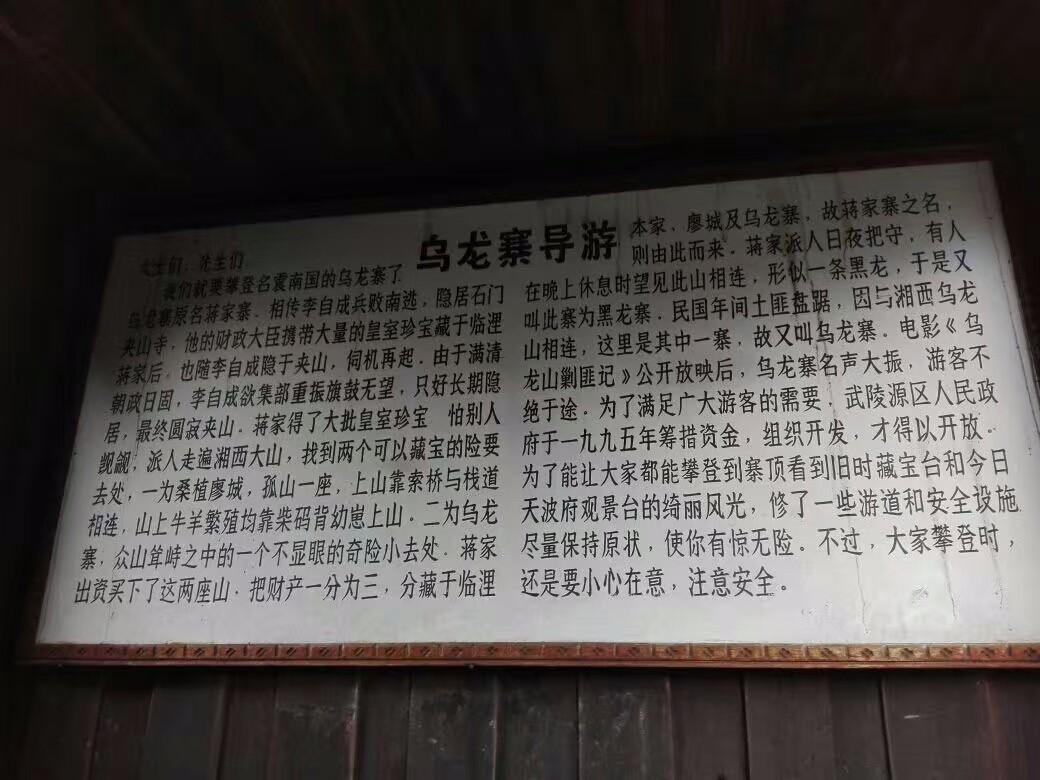 乌龙寨导游
女士们，先生们
我们就要攀登名震南国的乌龙寨了
乌龙寨原名蒋家寨．相传李自成兵败南逃，隐居石门
夹山寺，他的财政大臣携带大量的皇室珍宝藏于临浬
蒋家后．也随李自成隐于夹山，伺机再起．由于满清
朝政日固，李自成欲集部重振旗鼓无望，只好长期隐
居，最终圆寂夹山．蒋家得了大批皇室珍宝 怕别人
觊觎，派人走遍湘西大山，找到两个可以藏宝的险要
去处，一为桑植廖城，孤山一座，上山靠索桥与栈道
相连，山上牛羊繁殖均靠柴码背幼崽上山．二为乌龙
寨，众山耸峙之中的一个不显眼的奇险小去处．蒋家
出资买下了这两座山．把财产一分为三，分藏于临浬
本家、廖城及乌龙寨，故蒋家寨之名，
则由此而来．蒋家派人日夜把守，有人
在晚上休息时望见此山相连，形似一条黑龙，于是又
叫此寨为黑龙寨．民国年间土匪盘踞，因与湘西乌龙
山相连，这里是其中一寨，故又叫乌龙寨．电影《乌
龙山剿匪记》公开放映后，乌龙寨名声大振，游客不
绝于途．为了满足广大游客的需要．武陵源区人民政
府于一九九五年筹措资金，组织开发，才得以开放．
为了能让大家都能攀登到寨顶看到旧时藏宝台和今日
天波府观景台的绮丽风光，修了一些游道和安全设施
尽量保持原状，使你有惊无险．不过，大家攀登时，
还是要小心在意，注意安全。